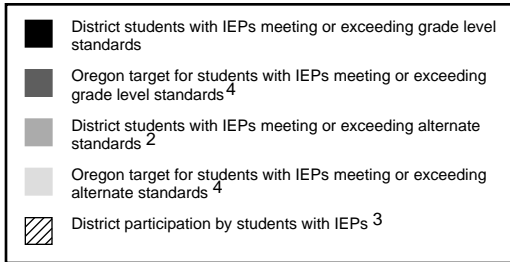 District students with IEPs meeting or exceeding grade level
standards
Oregon target for students with IEPs meeting or exceeding
grade level standards 4
District students with IEPs meeting or exceeding alternate
standards 2
Oregon target for students with IEPs meeting or exceeding
alternate standards 4
District participation by students with IEPs 3